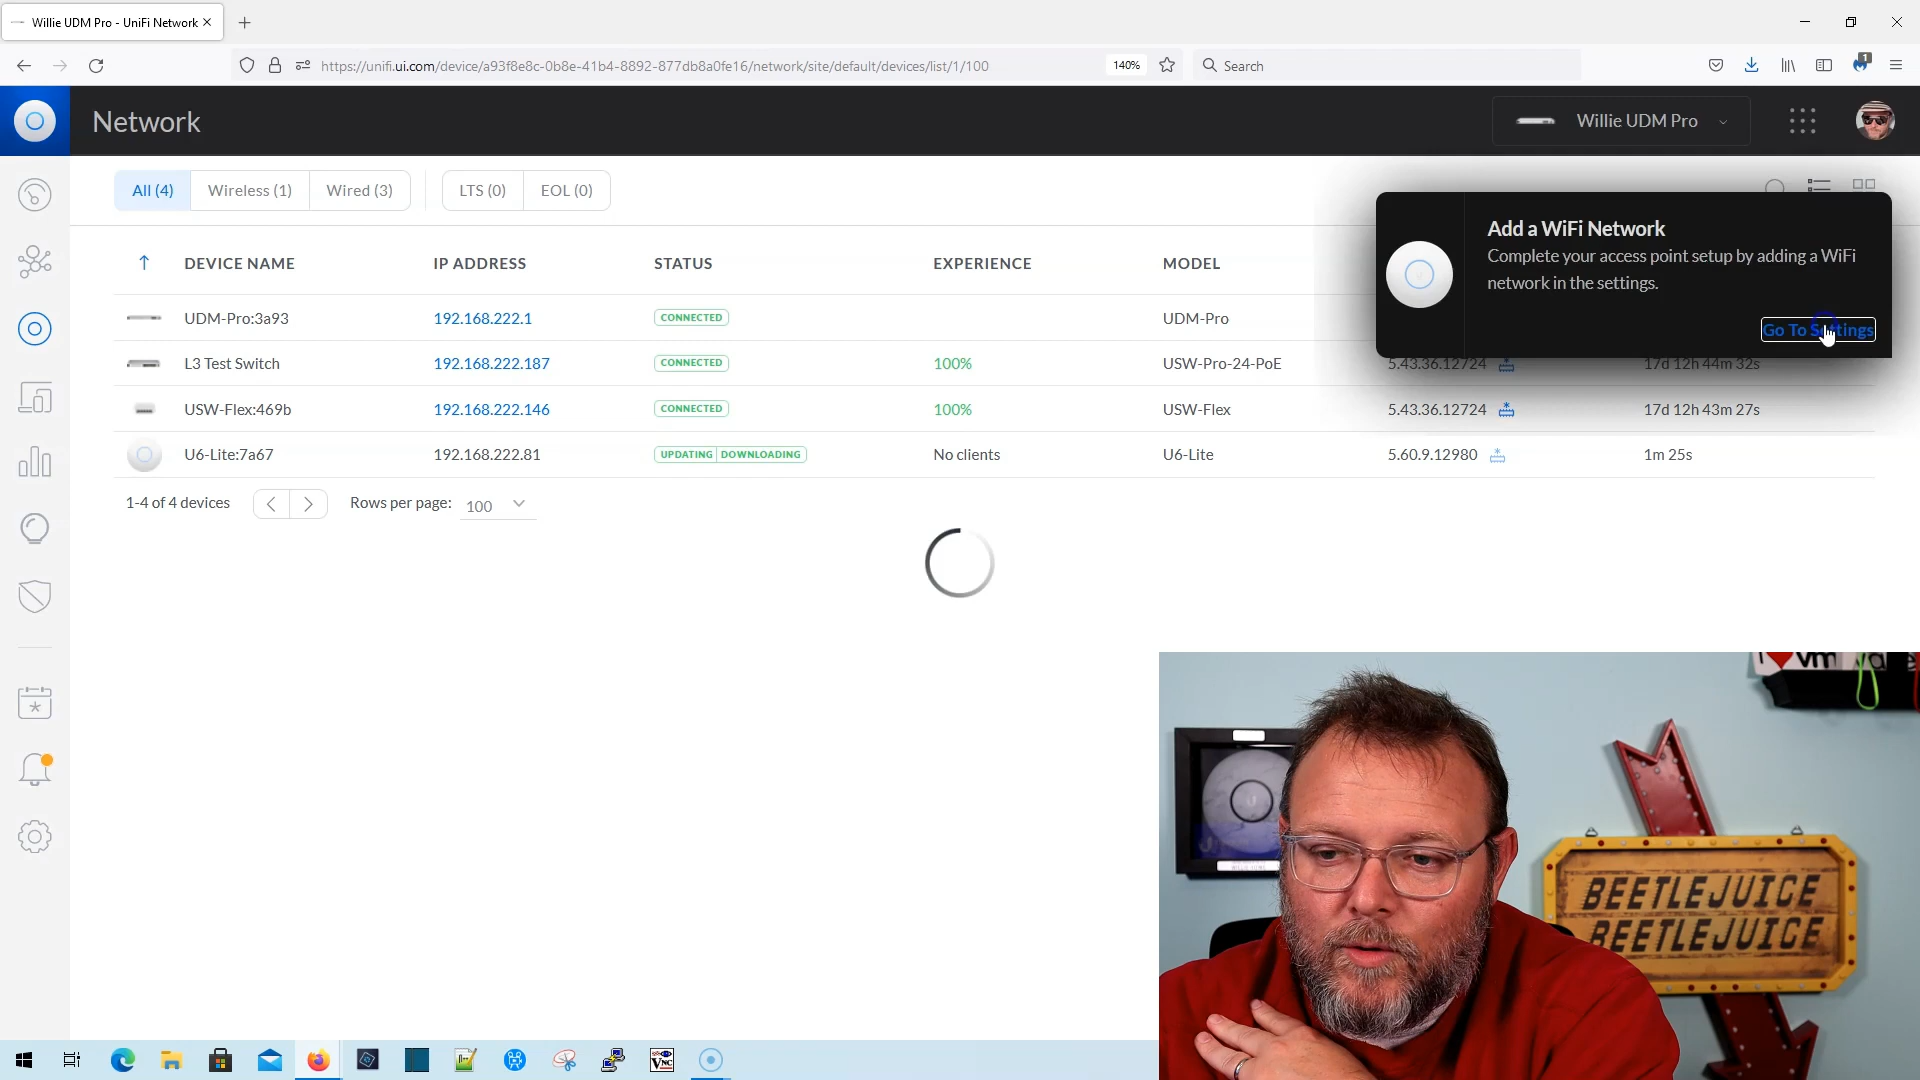 Willie UDM Pro - UniFi Network
https://unifi.ui.com/device/a93f8e8c-0b8e-41b4-8892-877db8a0fe16/network/site/default/devices/list/1/100
140%
Search
1
Network
Willie UDM Pro
All (4)
Wireless (1)
Wired (3)
LTS (0)
EOL (0)
Add a WiFi Network
Complete your access point setup by adding a WiFi
network in the settings.
Go To Settings
DEVICE NAME IP ADDRESS STATUS EXPERIENCE MODEL
UDM-Pro:3a93 192.168.222.1 CONNECTED UDM-Pro
L3 Test Switch 192.168.222.187 CONNECTED 100% USW-Pro-24-PoE 5.43.36.12724 17d 12h 44m 32s
USW-Flex:469b 192.168.222.146 CONNECTED 100% USW-Flex 5.43.36.12724 17d 12h 43m 27s
U6-Lite:7a67 192.168.222.81 UPDATING DOWNLOADING No clients U6-Lite 5.60.9.12980 1m 25s
1-4 of 4 devices
Rows per page: 100
BEETLEJUICE
BEETLEJUICE